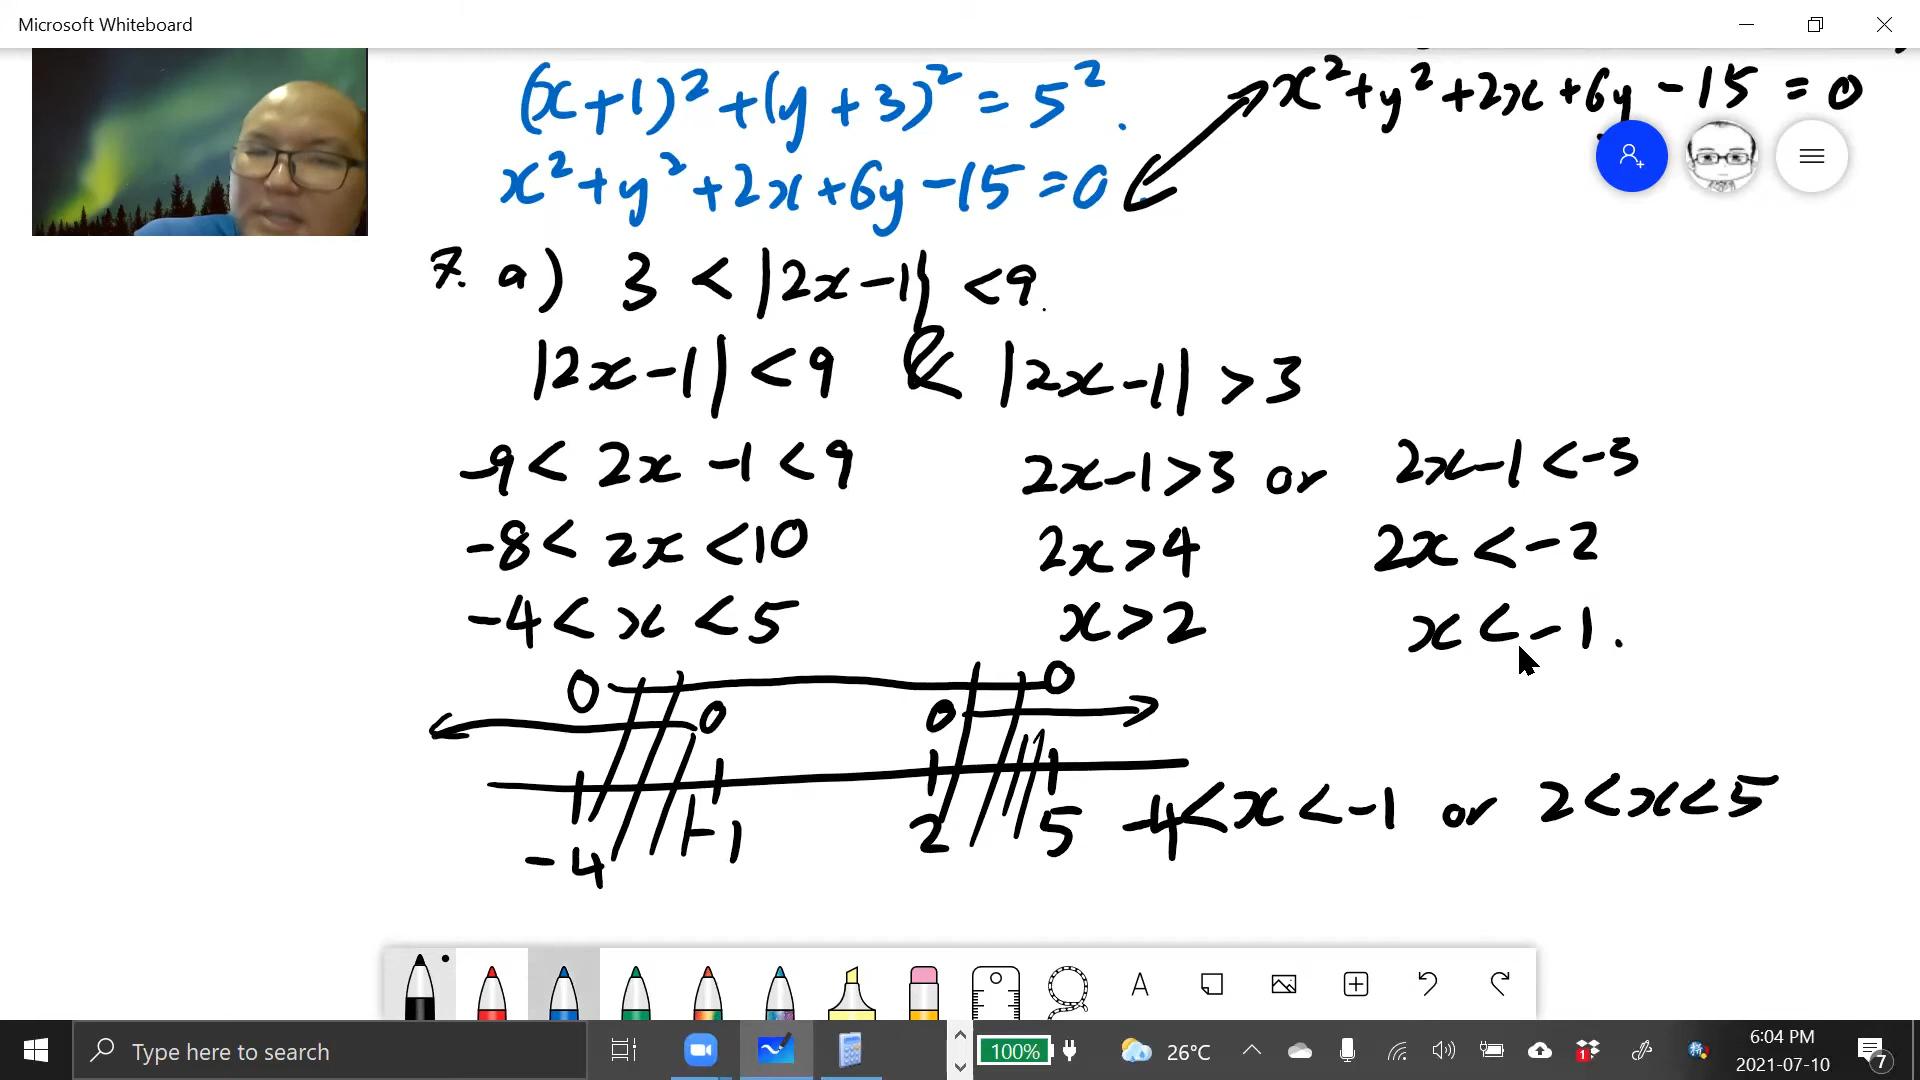 Microsoft Whiteboard
(x+1)² + (y+3)² = 5².
x² + y² + 2x + 6y - 15 = 0
x² + y² + 2x + 6y - 15 = 0
7. a) 3 < |2x-1| < 9.
|2x-1| < 9 & |2x-1| > 3
-9 < 2x - 1 < 9 2x-1 > 3 or 2x-1 < -3
-8 < 2x < 10 2x > 4 2x < -2
-4 < x < 5 x > 2 x < -1.
-4 -1 2 5
-4 < x < -1 or 2 < x < 5
Type here to search
100%
26°C
1
6:04 PM
2021-07-10
7